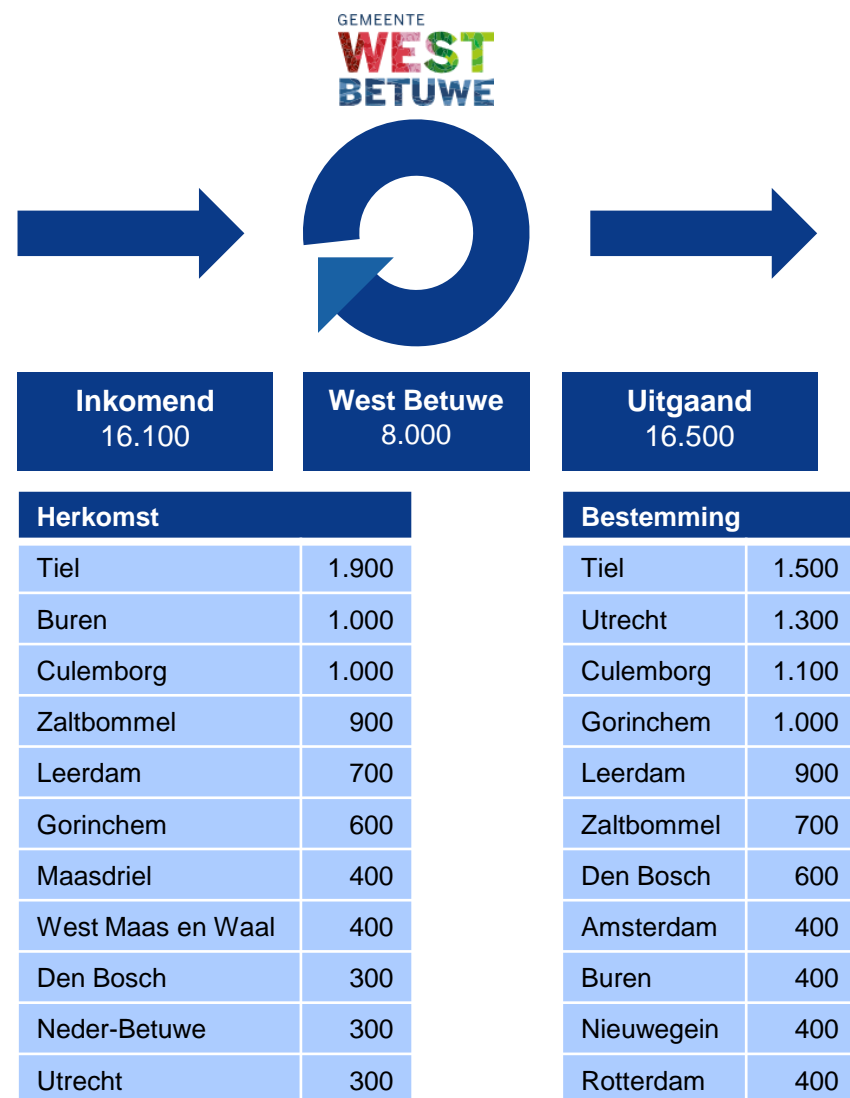 GEMEENTE
WEST
BETUWE
Inkomend
16.100
West Betuwe
8.000
Uitgaand
16.500
Herkomst
Tiel 1.900
Buren 1.000
Culemborg 1.000
Zaltbommel 900
Leerdam 700
Gorinchem 600
Maasdriel 400
West Maas en Waal 400
Den Bosch 300
Neder-Betuwe 300
Utrecht 300
Bestemming
Tiel 1.500
Utrecht 1.300
Culemborg 1.100
Gorinchem 1.000
Leerdam 900
Zaltbommel 700
Den Bosch 600
Amsterdam 400
Buren 400
Nieuwegein 400
Rotterdam 400